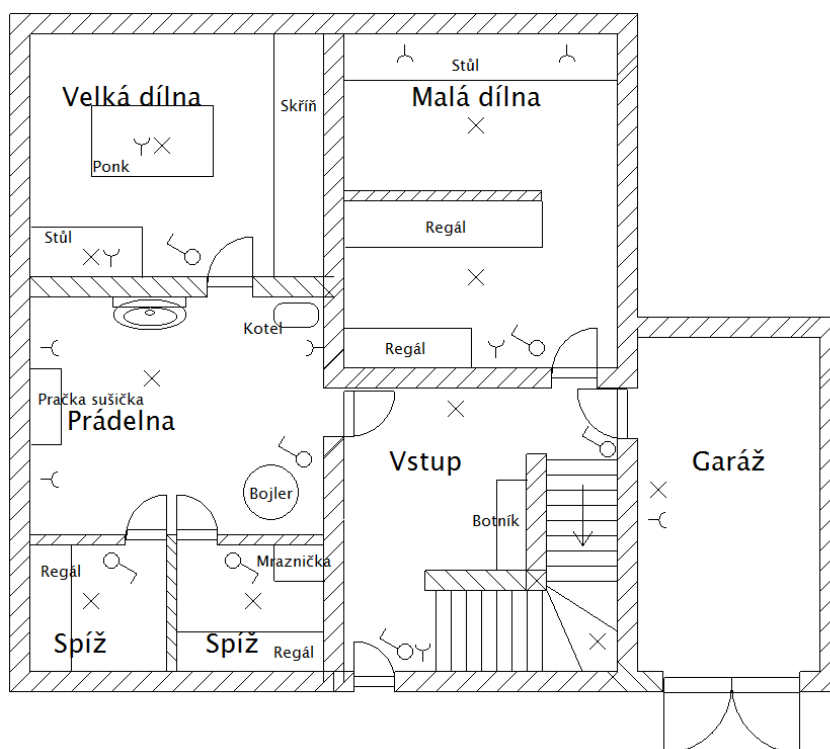 Stůl
Velká dílna
Skříň
Malá dílna
Ponk
Regál
Stůl
Kotel
Regál
Pračka sušička
Prádelna
Vstup
Garáž
Bojler
Botník
Regál
Mraznička
Spíž
Spíž
Regál